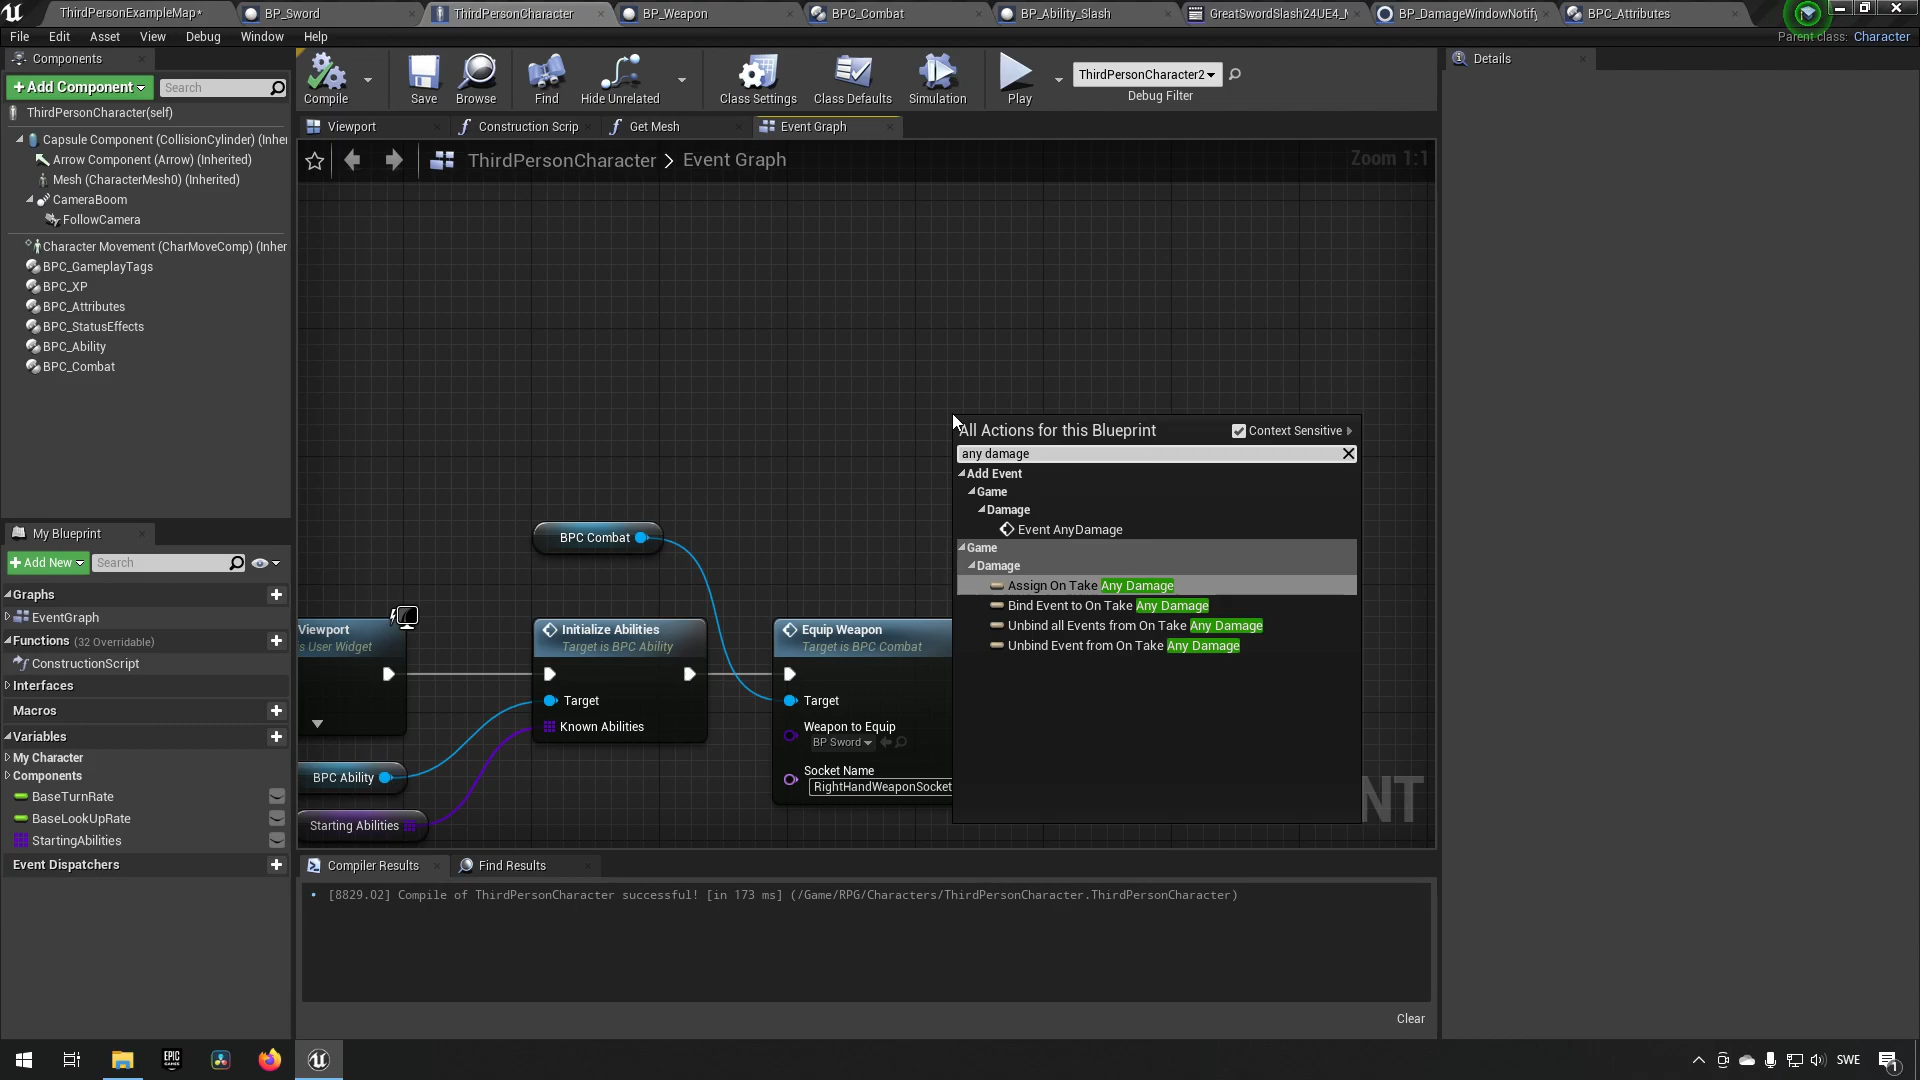 ThirdPersonExampleMap*
BP_Sword
ThirdPersonCharacter
BP_Weapon
BPC_Combat
BP_Ability_Slash
GreatSwordSlash24UE4_
BP_DamageWindowNotify
BPC_Attributes
File Edit Asset View Debug Window Help
Parent class: Character
Components
+Add Component
Search
ThirdPersonCharacter(self)
Capsule Component (CollisionCylinder) (Inher
Arrow Component (Arrow) (Inherited)
Mesh (CharacterMesh0) (Inherited)
CameraBoom
FollowCamera
Character Movement (CharMoveComp) (Inher
BPC_GameplayTags
BPC_XP
BPC_Attributes
BPC_StatusEffects
BPC_Ability
BPC_Combat
My Blueprint
+Add New
Search
Graphs
EventGraph
Functions (32 Overridable)
ConstructionScript
Interfaces
Macros
Variables
My Character
Components
BaseTurnRate
BaseLookUpRate
StartingAbilities
Event Dispatchers
Compile
Save
Browse
Find
Hide Unrelated
Class Settings
Class Defaults
Simulation
Play
ThirdPersonCharacter2
Debug Filter
Viewport
Construction Scrip
Get Mesh
Event Graph
ThirdPersonCharacter > Event Graph
Zoom 1:1
BPC Combat
Viewport
s User Widget
Initialize Abilities
Target is BPC Ability
Target
Known Abilities
Equip Weapon
Target is BPC Combat
Target
Weapon to Equip
BP Sword
Socket Name
RightHandWeaponSocket
BPC Ability
Starting Abilities
All Actions for this Blueprint
Context Sensitive
any damage
Add Event
Game
Damage
Event AnyDamage
Game
Damage
Assign On Take Any Damage
Bind Event to On Take Any Damage
Unbind all Events from On Take Any Damage
Unbind Event from On Take Any Damage
NT
Details
Compiler Results
Find Results
[8829.02] Compile of ThirdPersonCharacter successful! [in 173 ms] (/Game/RPG/Characters/ThirdPersonCharacter.ThirdPersonCharacter)
Clear
EPIC
GAMES
SWE
1